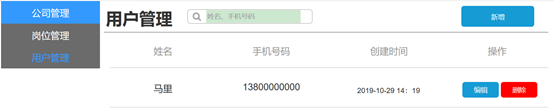 公司管理
岗位管理
用户管理
用户管理 姓名、手机号码 新增
姓名 手机号码 创建时间 操作
马里 13800000000 2019-10-29 14：19 编辑 删除